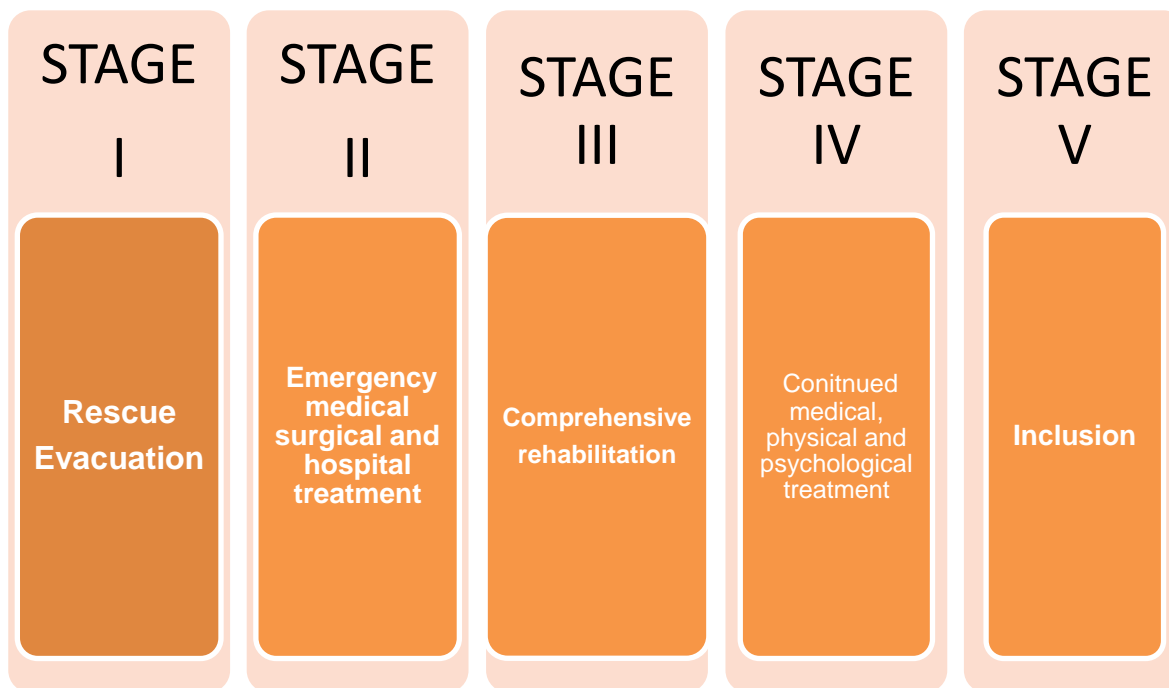 STAGE
I
Rescue
Evacuation
STAGE
II
Emergency
medical
surgical and
hospital
treatment
STAGE
III
Comprehensive
rehabilitation
STAGE
IV
Conitnued
medical,
physical and
psychological
treatment
STAGE
V
Inclusion